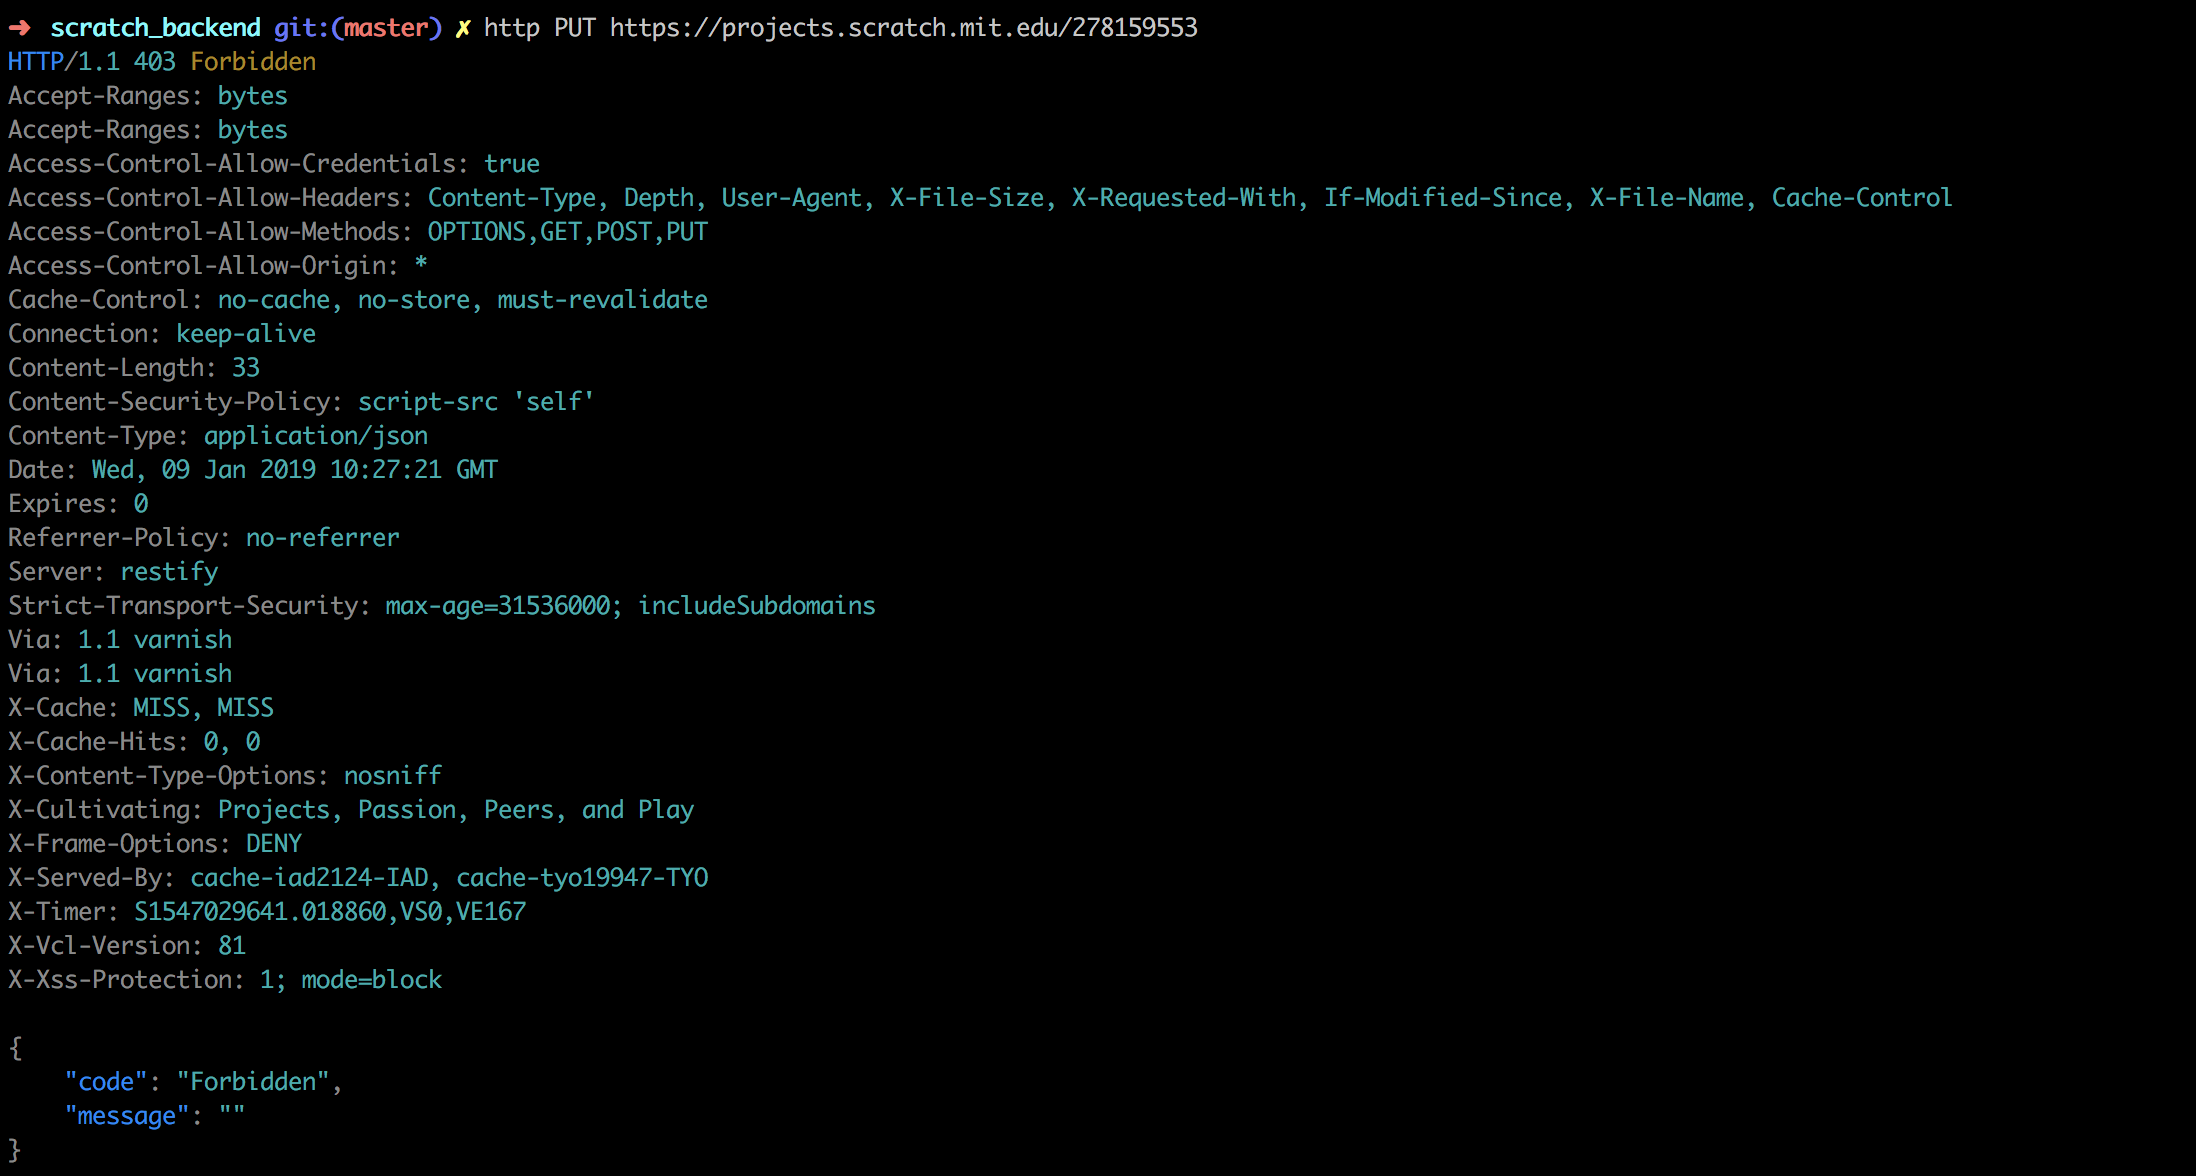 ➜ scratch_backend git:(master) ✗ http PUT https://projects.scratch.mit.edu/278159553
HTTP/1.1 403 Forbidden
Accept-Ranges: bytes
Accept-Ranges: bytes
Access-Control-Allow-Credentials: true
Access-Control-Allow-Headers: Content-Type, Depth, User-Agent, X-File-Size, X-Requested-With, If-Modified-Since, X-File-Name, Cache-Control
Access-Control-Allow-Methods: OPTIONS,GET,POST,PUT
Access-Control-Allow-Origin: *
Cache-Control: no-cache, no-store, must-revalidate
Connection: keep-alive
Content-Length: 33
Content-Security-Policy: script-src 'self'
Content-Type: application/json
Date: Wed, 09 Jan 2019 10:27:21 GMT
Expires: 0
Referrer-Policy: no-referrer
Server: restify
Strict-Transport-Security: max-age=31536000; includeSubdomains
Via: 1.1 varnish
Via: 1.1 varnish
X-Cache: MISS, MISS
X-Cache-Hits: 0, 0
X-Content-Type-Options: nosniff
X-Cultivating: Projects, Passion, Peers, and Play
X-Frame-Options: DENY
X-Served-By: cache-iad2124-IAD, cache-tyo19947-TYO
X-Timer: S1547029641.018860,VS0,VE167
X-Vcl-Version: 81
X-Xss-Protection: 1; mode=block
{
    "code": "Forbidden",
    "message": ""
}